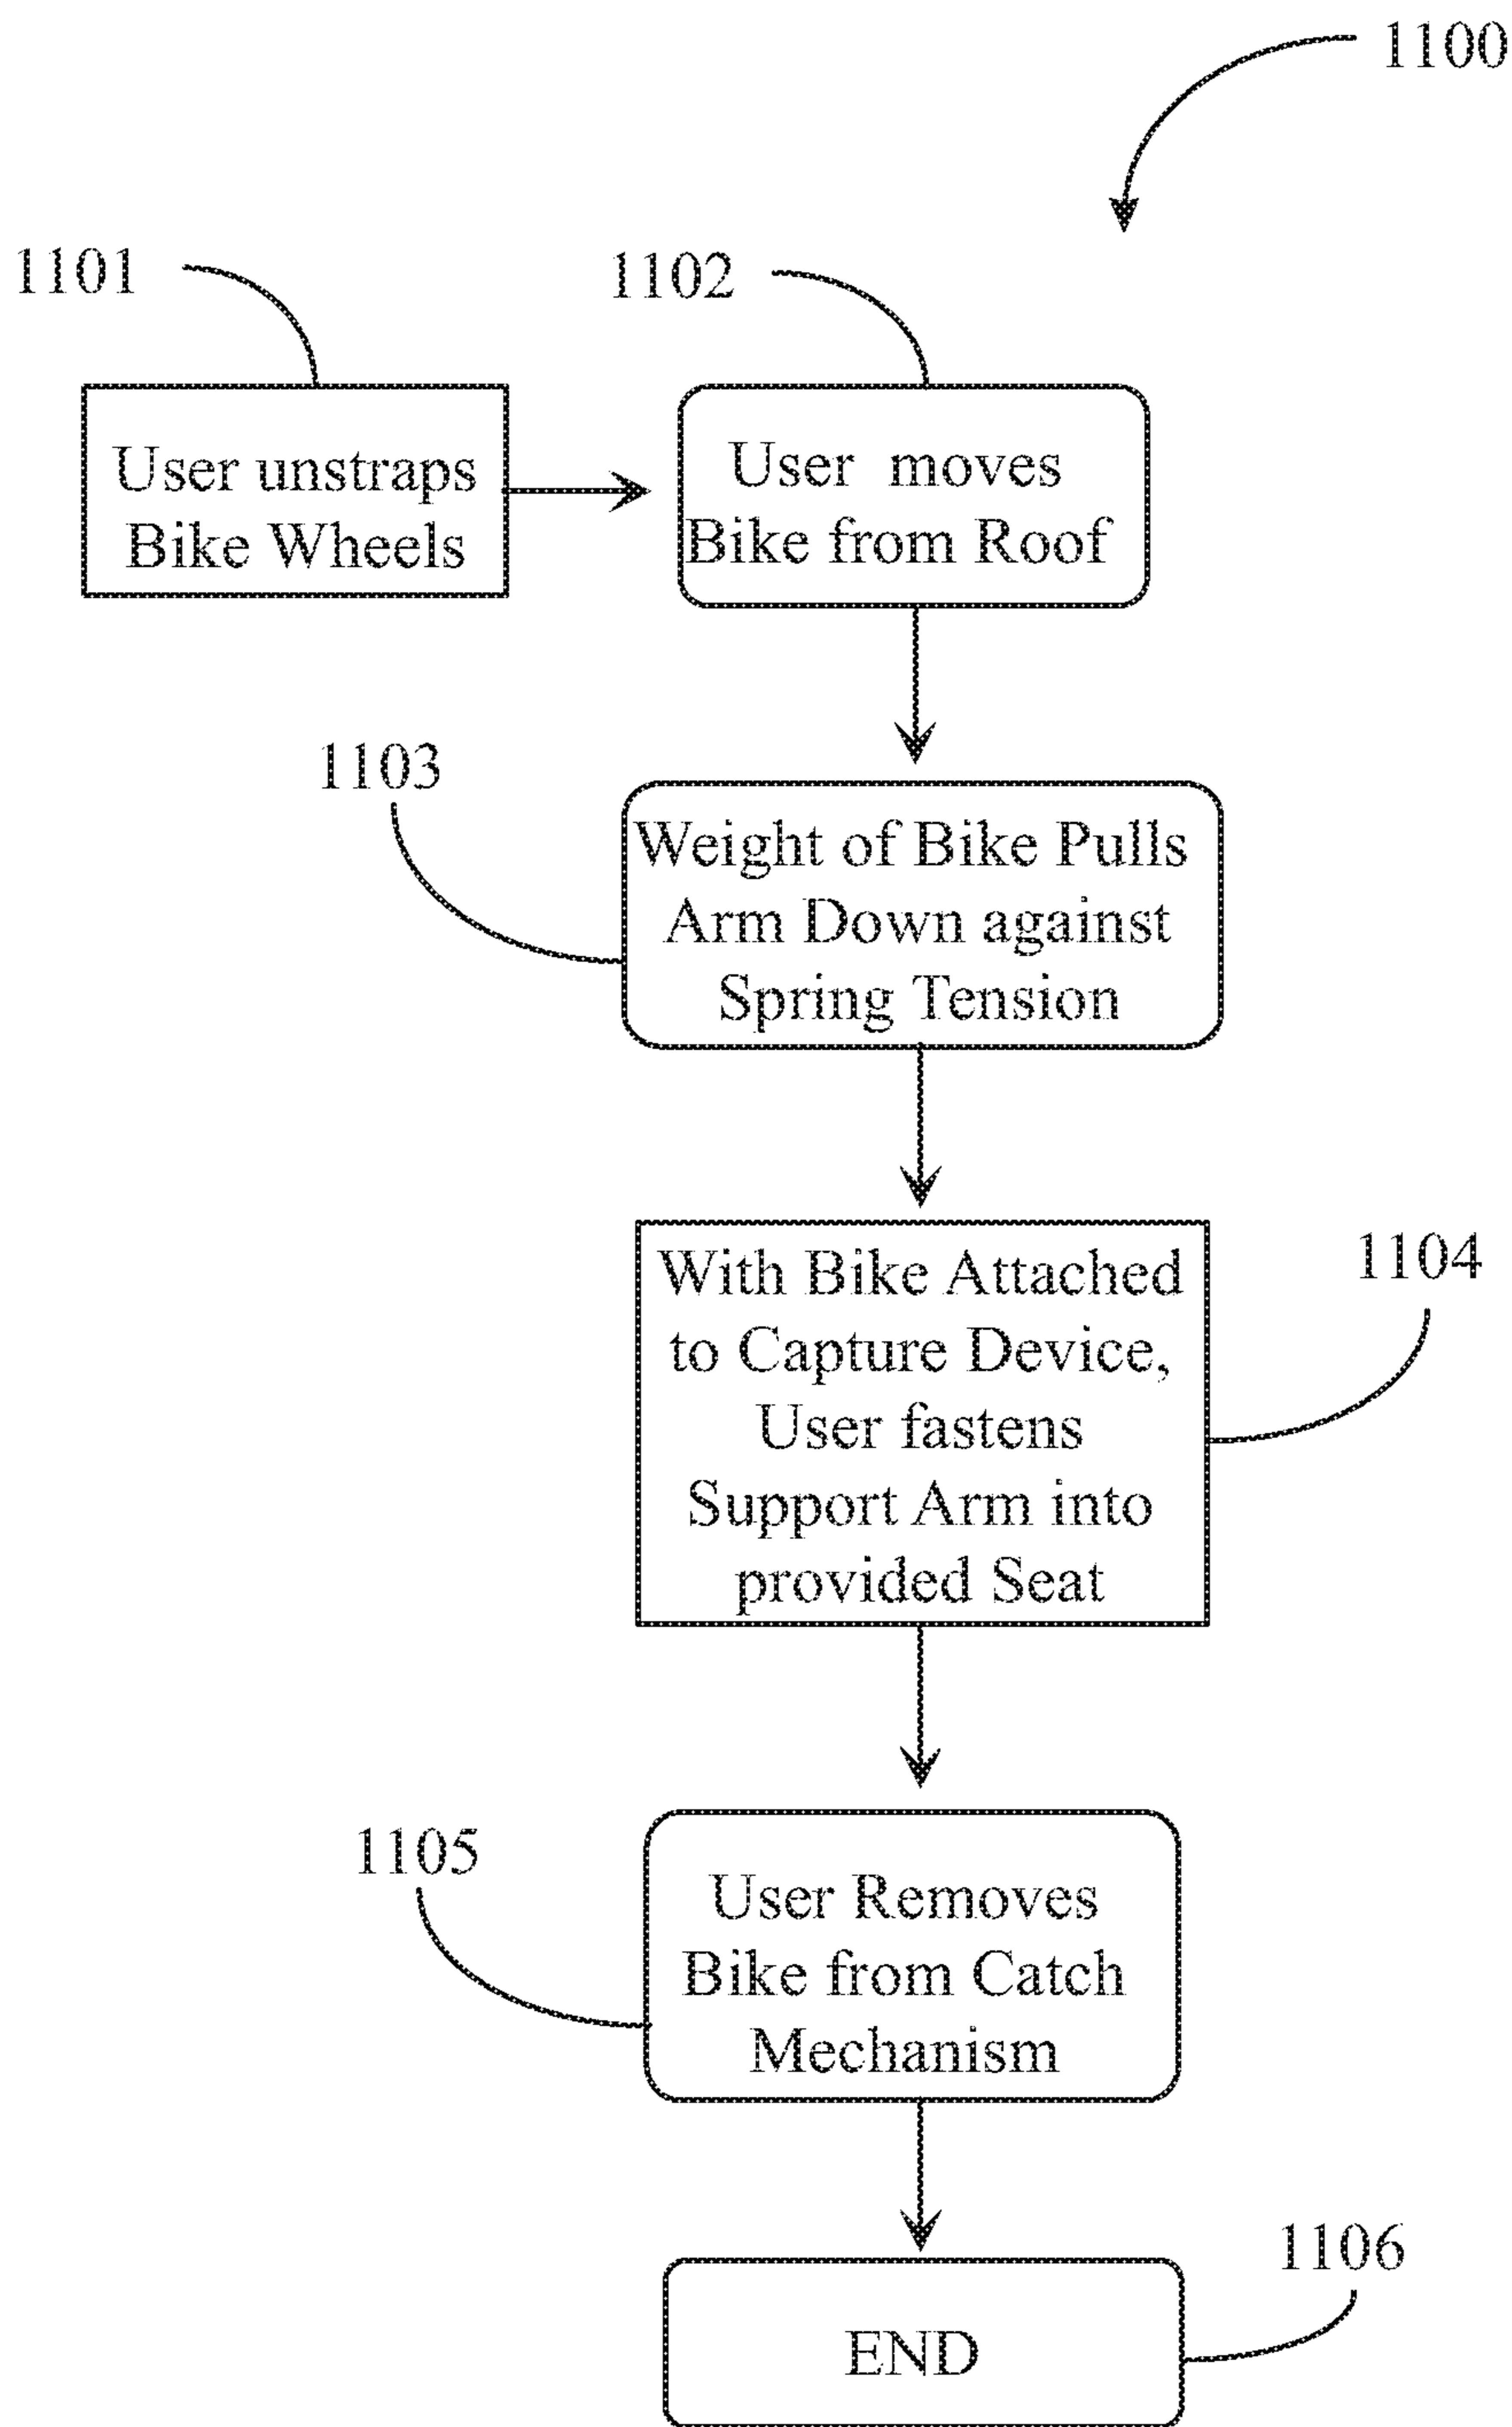 1100
1101
1102
User unstraps
Bike Wheels
User moves
Bike from Roof
1103
Weight of Bike Pulls
Arm Down against
Spring Tension
1104
With Bike Attached
to Capture Device,
User fastens
Support Arm into
provided Seat
1105
User Removes
Bike from Catch
Mechanism
1106
END